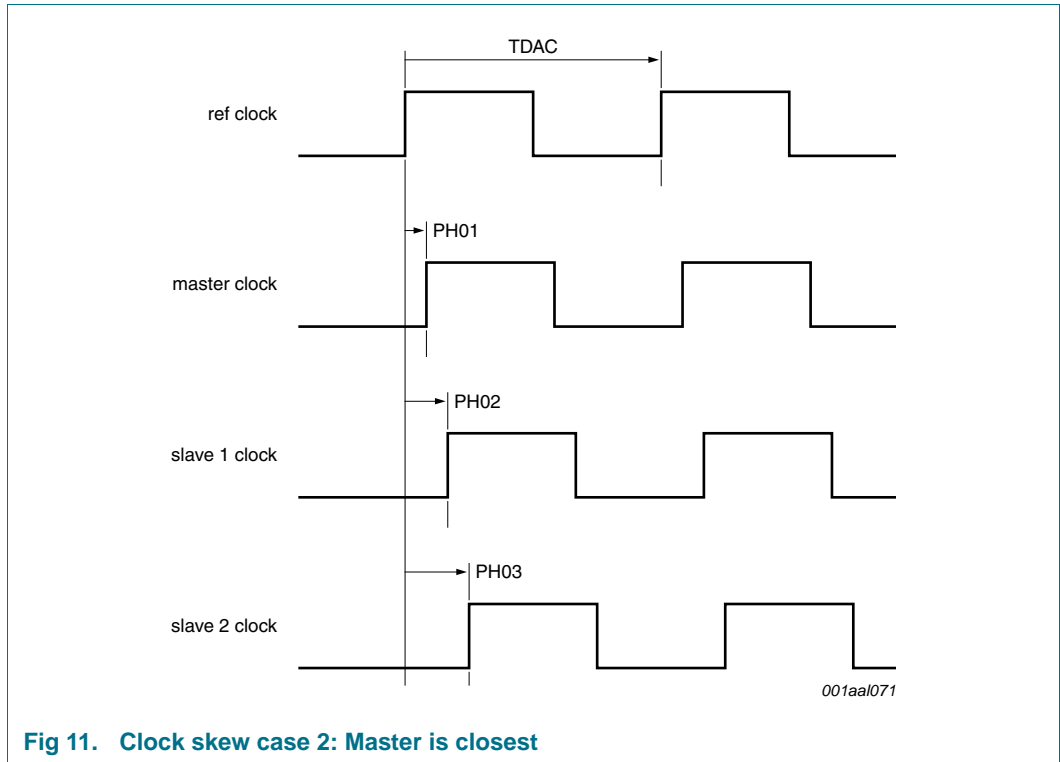 TDAC
ref clock
PH01
master clock
PH02
slave 1 clock
PH03
slave 2 clock
001aal071
Fig 11. Clock skew case 2: Master is closest